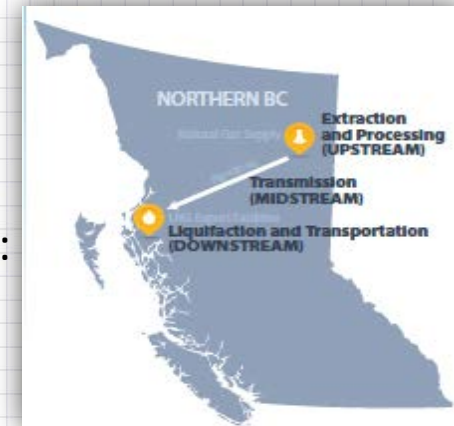 NORTHERN BC
Natural Gas Supply
Extraction
and Processing
(UPSTREAM)
Transmission
(MIDSTREAM)
LNG Export Facilities
Liquifaction and Transportation
(DOWNSTREAM)
: